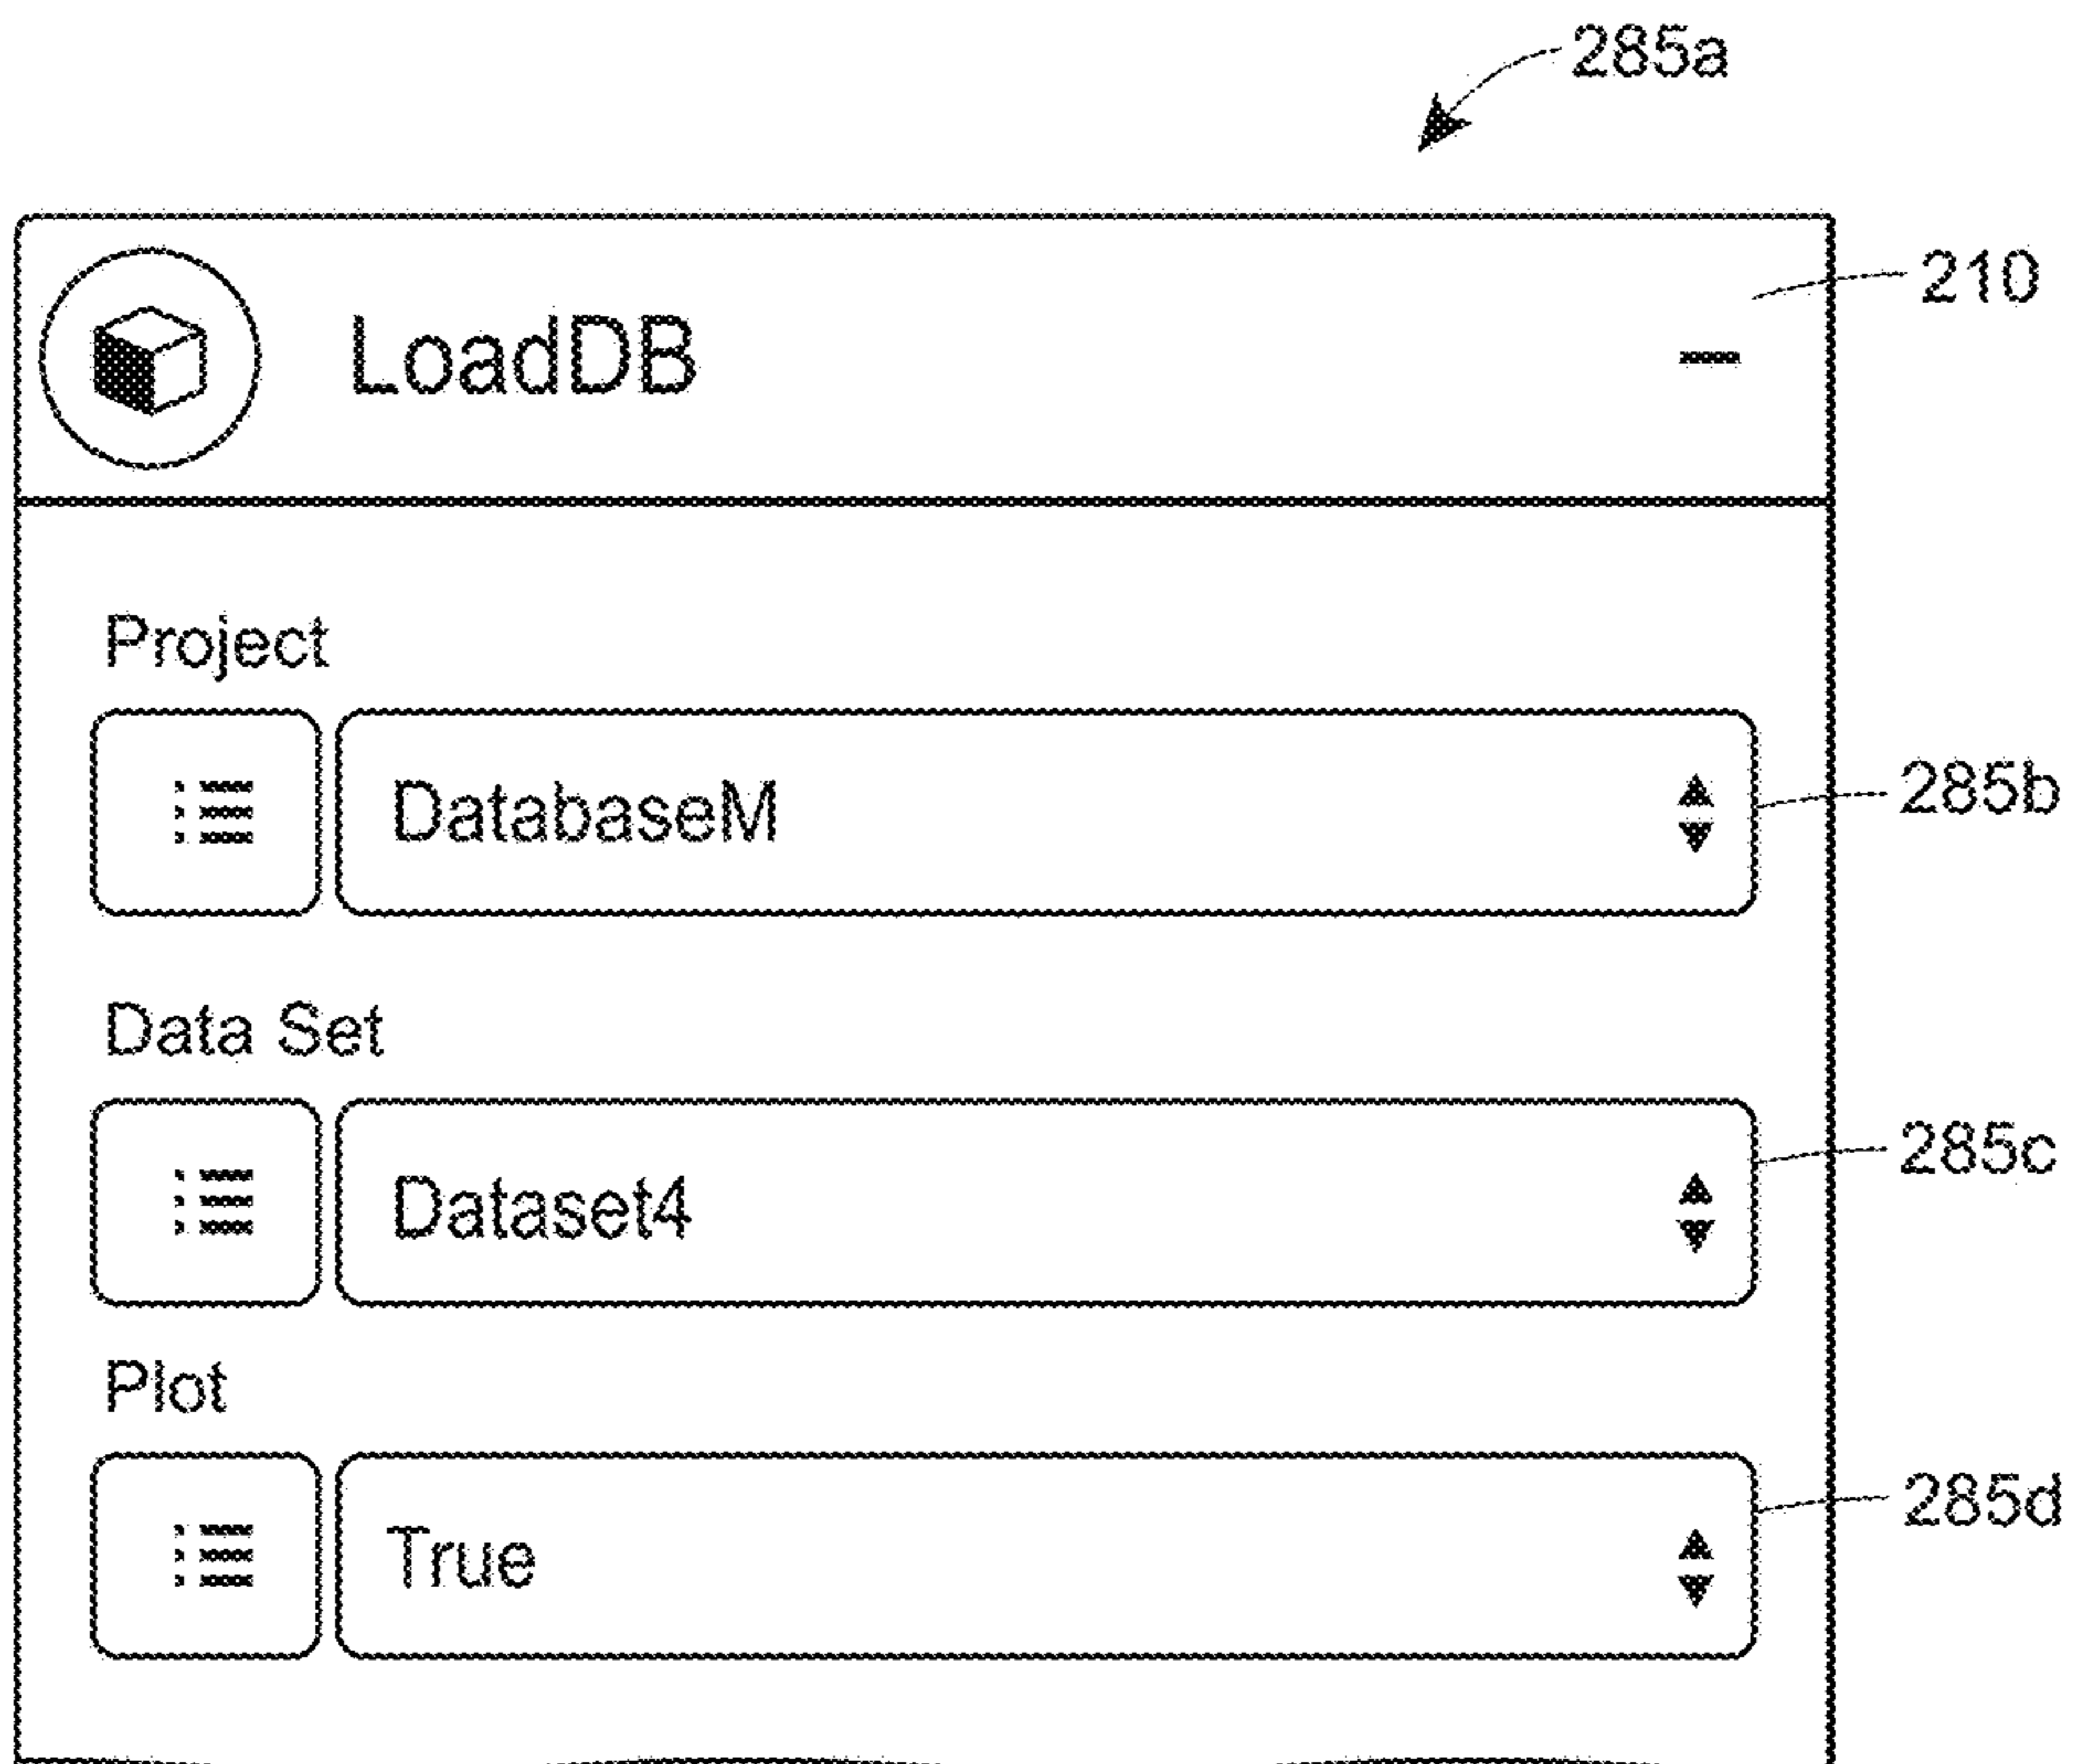 285a
210
LoadDB
Project
DatabaseM
285b
Data Set
Dataset4
285c
Plot
True
285d